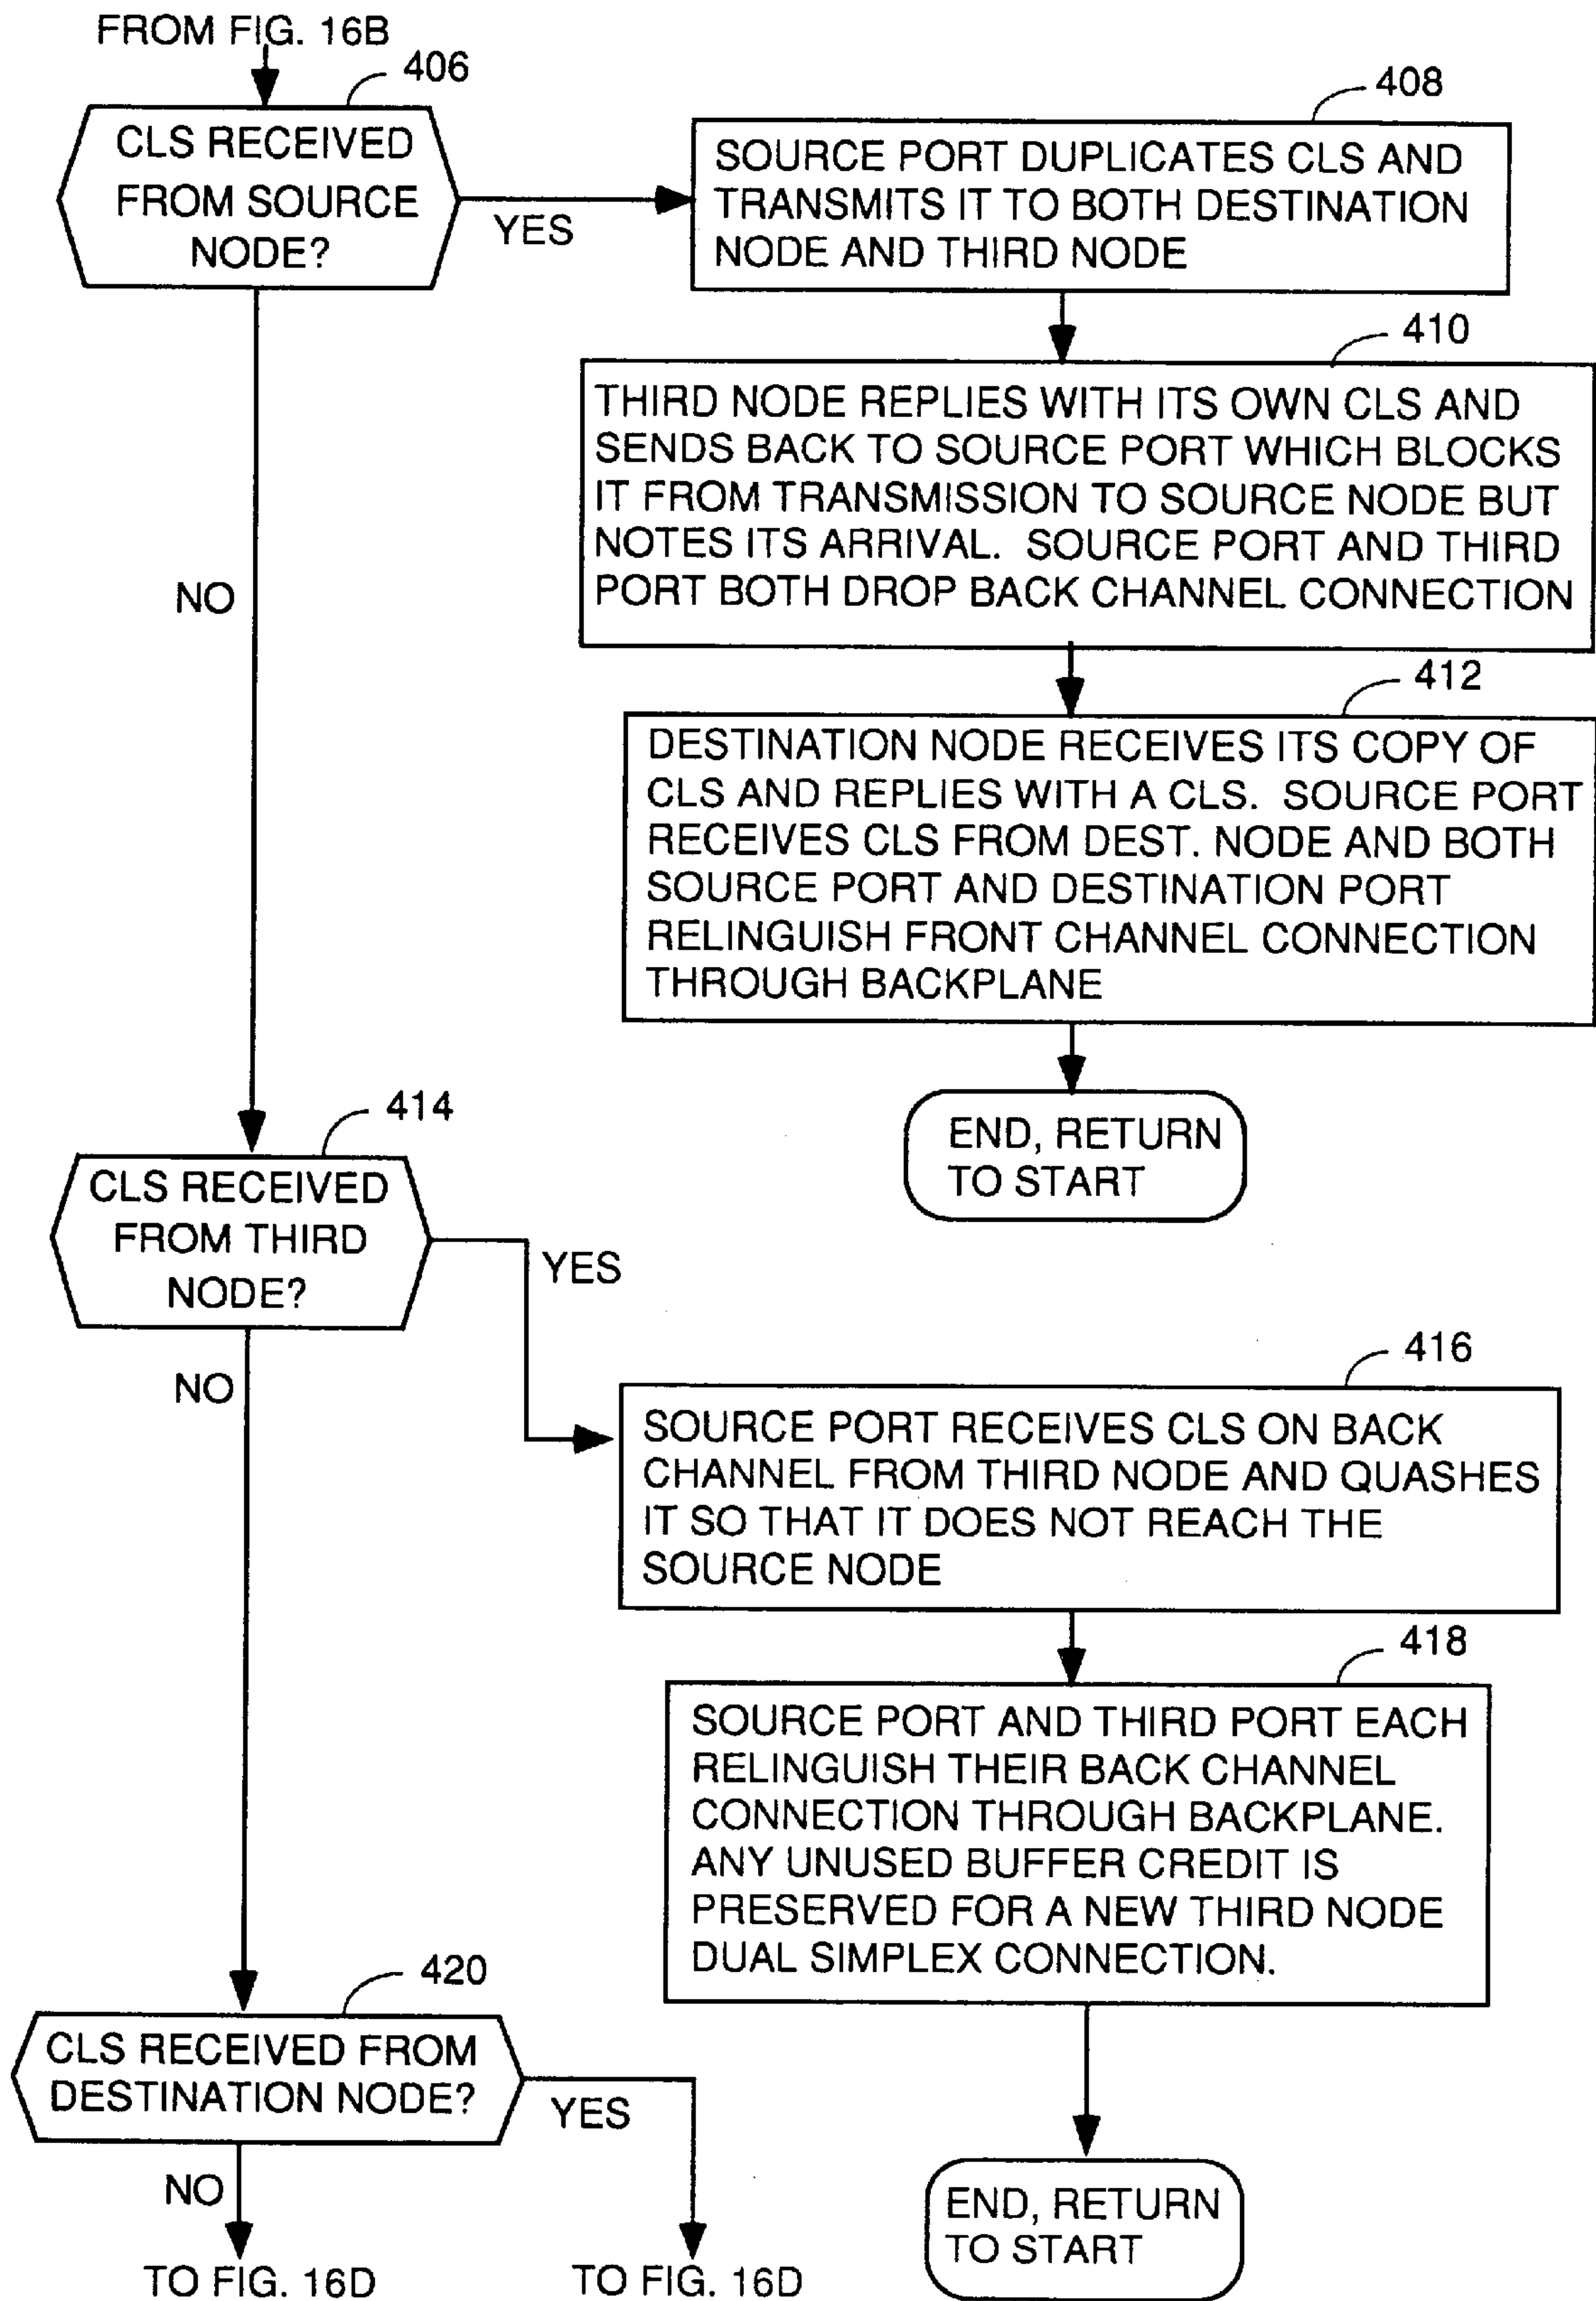 FROM FIG. 16B
406
CLS RECEIVED
FROM SOURCE
NODE?
YES
NO
408
SOURCE PORT DUPLICATES CLS AND
TRANSMITS IT TO BOTH DESTINATION
NODE AND THIRD NODE
410
THIRD NODE REPLIES WITH ITS OWN CLS AND
SENDS BACK TO SOURCE PORT WHICH BLOCKS
IT FROM TRANSMISSION TO SOURCE NODE BUT
NOTES ITS ARRIVAL. SOURCE PORT AND THIRD
PORT BOTH DROP BACK CHANNEL CONNECTION
412
DESTINATION NODE RECEIVES ITS COPY OF
CLS AND REPLIES WITH A CLS. SOURCE PORT
RECEIVES CLS FROM DEST. NODE AND BOTH
SOURCE PORT AND DESTINATION PORT
RELINGUISH FRONT CHANNEL CONNECTION
THROUGH BACKPLANE
END, RETURN
TO START
414
CLS RECEIVED
FROM THIRD
NODE?
YES
NO
416
SOURCE PORT RECEIVES CLS ON BACK
CHANNEL FROM THIRD NODE AND QUASHES
IT SO THAT IT DOES NOT REACH THE
SOURCE NODE
418
SOURCE PORT AND THIRD PORT EACH
RELINGUISH THEIR BACK CHANNEL
CONNECTION THROUGH BACKPLANE.
ANY UNUSED BUFFER CREDIT IS
PRESERVED FOR A NEW THIRD NODE
DUAL SIMPLEX CONNECTION.
END, RETURN
TO START
420
CLS RECEIVED FROM
DESTINATION NODE?
YES
NO
TO FIG. 16D
TO FIG. 16D